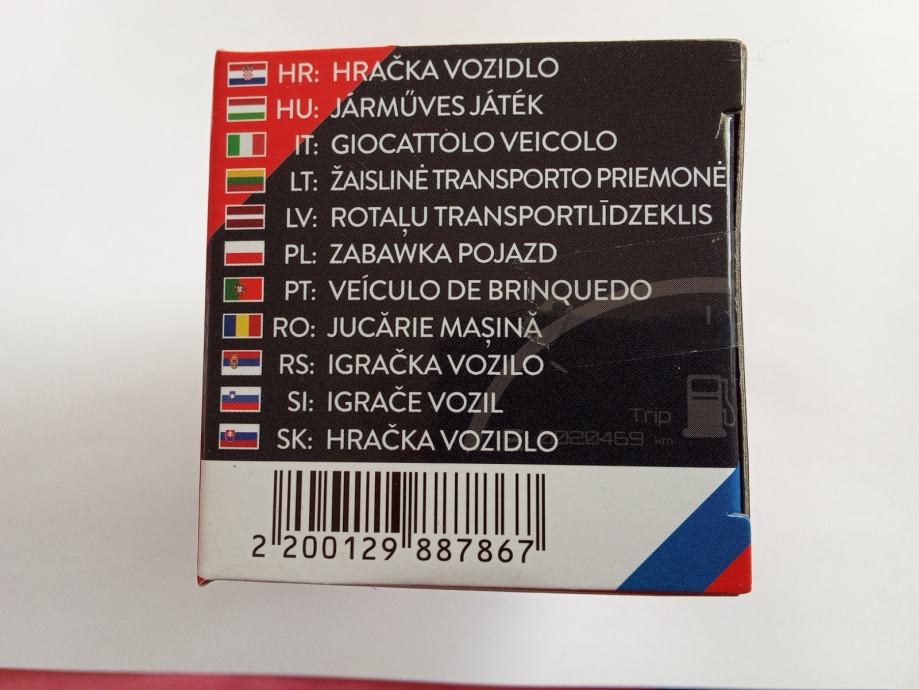 HR: HRAČKA VOZIDLO
HU: JÁRMŰVES JÁTÉK
IT: GIOCATTOLO VEICOLO
LT: ŽAISLINĖ TRANSPORTO PRIEMONĖ
LV: ROTAĻU TRANSPORTLĪDZEKLIS
PL: ZABAWKA POJAZD
PT: VEÍCULO DE BRINQUEDO
RO: JUCĂRIE MAȘINĂ
RS: IGRAČKA VOZILO
SI: IGRAČE VOZIL
Trip
SK: HRAČKA VOZIDLO
km
2 200129 887867